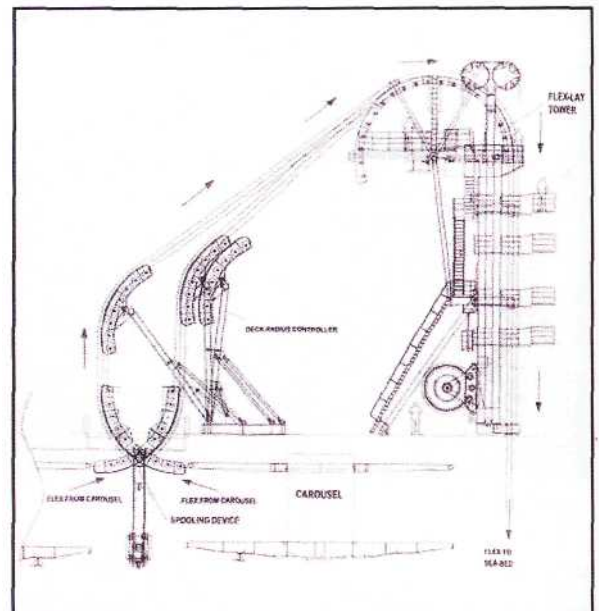 FLEX-LAY
TOWER
DECK RADIUS CONTROLLER
FLEX FROM CAROUSEL
FLEX FROM CAROUSEL
CAROUSEL
SPOOLING DEVICE
FLEX TO
SEA-BED